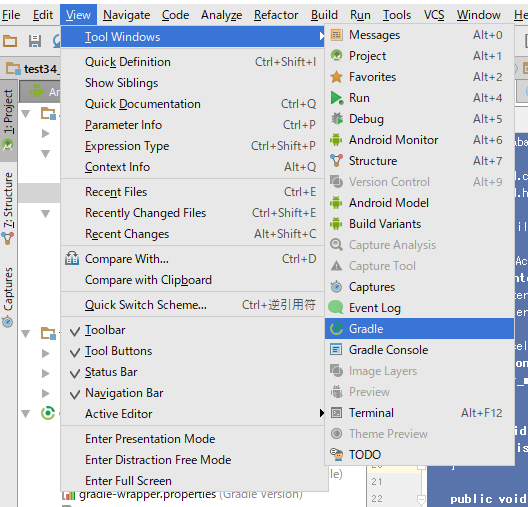 File Edit View Navigate Code Analyze Refactor Build Run Tools VCS Window
test34_
1: Project
7: Structure
Captures
Tool Windows
Quick Definition Ctrl+Shift+I
Show Siblings
Quick Documentation Ctrl+Q
Parameter Info Ctrl+P
Expression Type Ctrl+Shift+P
Context Info Alt+Q
Recent Files Ctrl+E
Recently Changed Files Ctrl+Shift+E
Recent Changes Alt+Shift+C
Compare With... Ctrl+D
Compare with Clipboard
Quick Switch Scheme... Ctrl+逆引用符
Toolbar
Tool Buttons
Status Bar
Navigation Bar
Active Editor
Enter Presentation Mode
Enter Distraction Free Mode
Enter Full Screen
Messages Alt+0
Project Alt+1
Favorites Alt+2
Run Alt+4
Debug Alt+5
Android Monitor Alt+6
Structure Alt+7
Version Control Alt+9
Android Model
Build Variants
Capture Analysis
Capture Tool
Captures
Event Log
Gradle
Gradle Console
Image Layers
Preview
Terminal Alt+F12
Theme Preview
TODO
gradle-wrapper.properties (Gradle Version)
21
22 public void